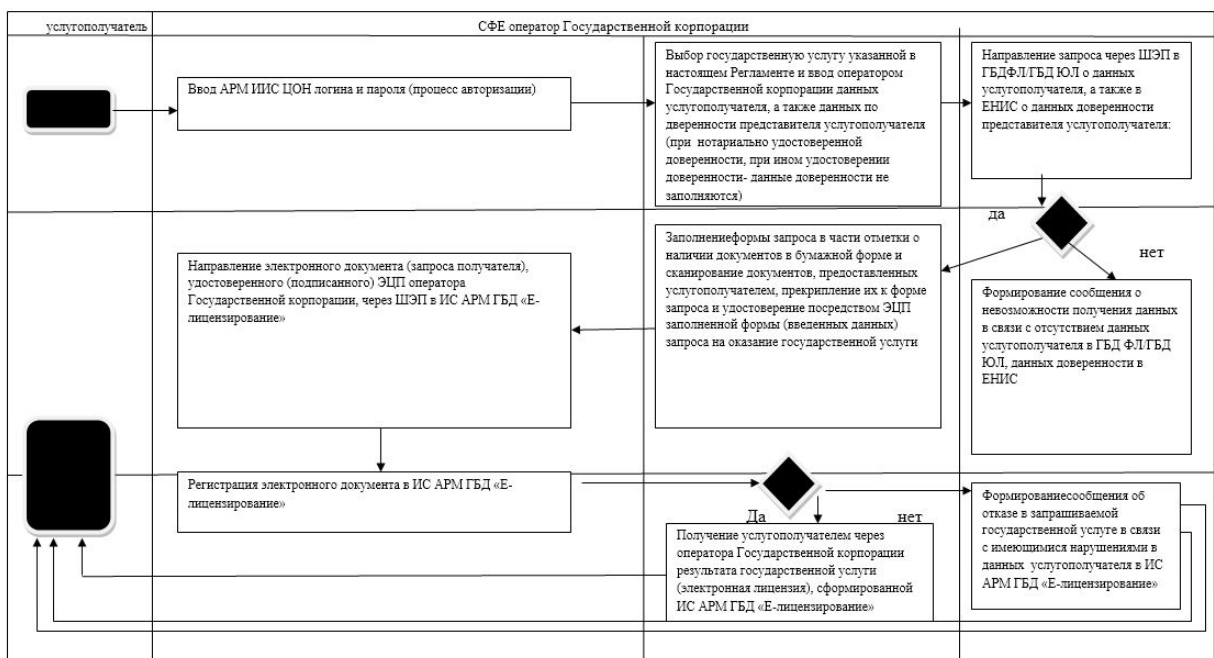 услугополучатель
СФЕ оператор Государственной корпорации
Ввод АРМ ИИС ЦОН логина и пароля (процесс авторизации)
Выбор государственную услугу указанной в
настоящем Регламенте и ввод оператором
Государственной корпорации данных
услугополучателя, а также данных по
дверенности представителя услугополучателя
(при нотариально удостоверенной
доверенности, при ином удостоверении
доверенности- данные доверенности не
заполняются)
Направление запроса через ШЭП в
ГБДФЛ/ГБД ЮЛ о данных
услугополучателя, а также в
ЕНИС о данных доверенности
представителя услугополучателя:
да
нет
Направление электронного документа (запроса получателя),
удостоверенного (подписанного) ЭЦП оператора
Государственной корпорации, через ШЭП в ИС АРМ ГБД «Е-
лицензирование»
Заполнениеформы запроса в части отметки о
наличии документов в бумажной форме и
сканирование документов, предоставленных
услугополучателем, прекрипление их к форме
запроса и удостоверение посредством ЭЦП
заполненной формы (введенных данных)
запроса на оказание государственной услуги
Формирование сообщения о
невозможности получения данных
в связи с отсутствием данных
услугополучателя в ГБД ФЛ/ГБД
ЮЛ, данных доверенности в
ЕНИС
Регистрация электронного документа в ИС АРМ ГБД «Е-
лицензирование»
Да
нет
Получение услугополучателем через
оператора Государственной корпорации
результата государственной услуги
(электронная лицензия), сформированной
ИС АРМ ГБД «Е-лицензирование»
Формированиесообщения об
отказе в запрашиваемой
государственной услуге в связи
с имеющимися нарушениями в
данных услугополучателя в ИС
АРМ ГБД «Е-лицензирование»